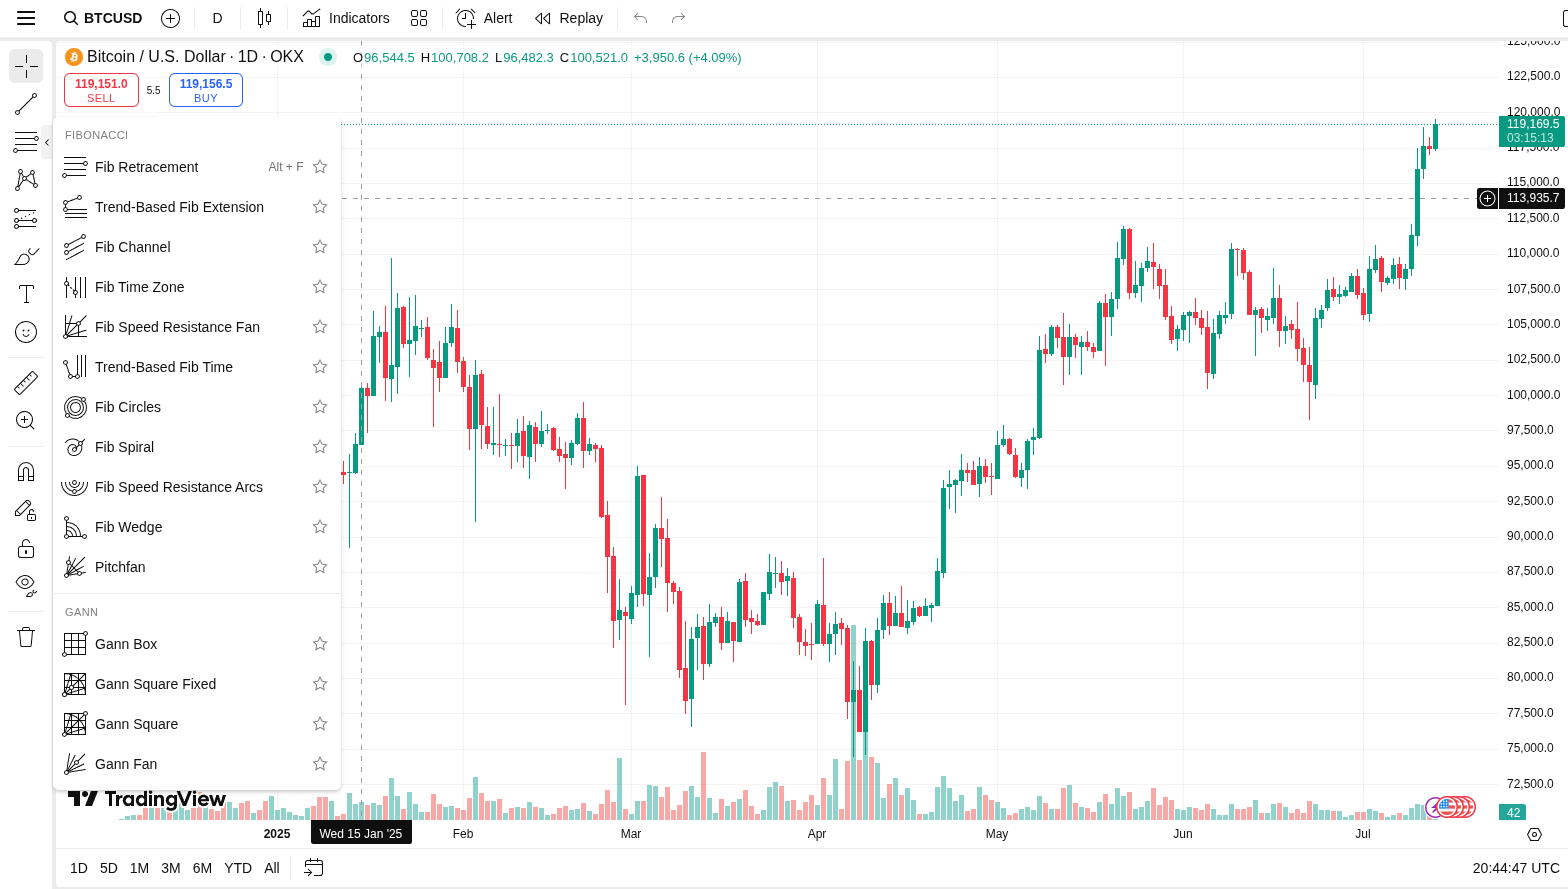 BTCUSD D Indicators Alert Replay
Bitcoin / U.S. Dollar · 1D · OKX O96,544.5 H100,708.2 L96,482.3 C100,521.0 +3,950.6 (+4.09%)
119,151.0
SELL
5.5
119,156.5
BUY
FIBONACCI
Fib Retracement Alt + F
Trend-Based Fib Extension
Fib Channel
Fib Time Zone
Fib Speed Resistance Fan
Trend-Based Fib Time
Fib Circles
Fib Spiral
Fib Speed Resistance Arcs
Fib Wedge
Pitchfan
GANN
Gann Box
Gann Square Fixed
Gann Square
Gann Fan
TradingView
125,000.0
122,500.0
120,000.0
119,169.5
03:15:13
117,500.0
115,000.0
113,935.7
112,500.0
110,000.0
107,500.0
105,000.0
102,500.0
100,000.0
97,500.0
95,000.0
92,500.0
90,000.0
87,500.0
85,000.0
82,500.0
80,000.0
77,500.0
75,000.0
72,500.0
42
2025 Wed 15 Jan '25 Feb Mar Apr May Jun Jul
1D 5D 1M 3M 6M YTD All 20:44:47 UTC